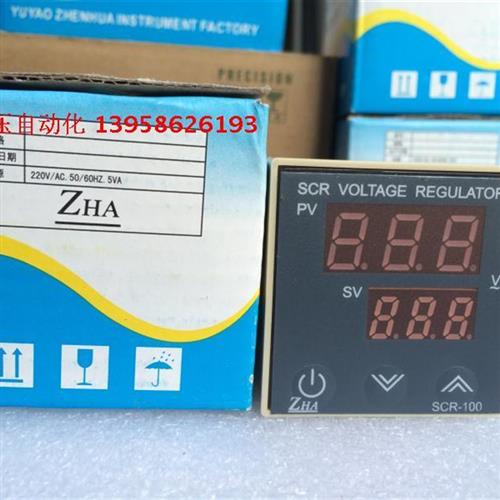 YUYAO ZHENHUA INSTRUMENT FACTORY
PRECISION
东自动化 13958626193
格
日期
源 220V/AC. 50/60HZ. 5VA
ZHA
SCR VOLTAGE REGULATOR
PV
V
SV
ZHA
SCR-100